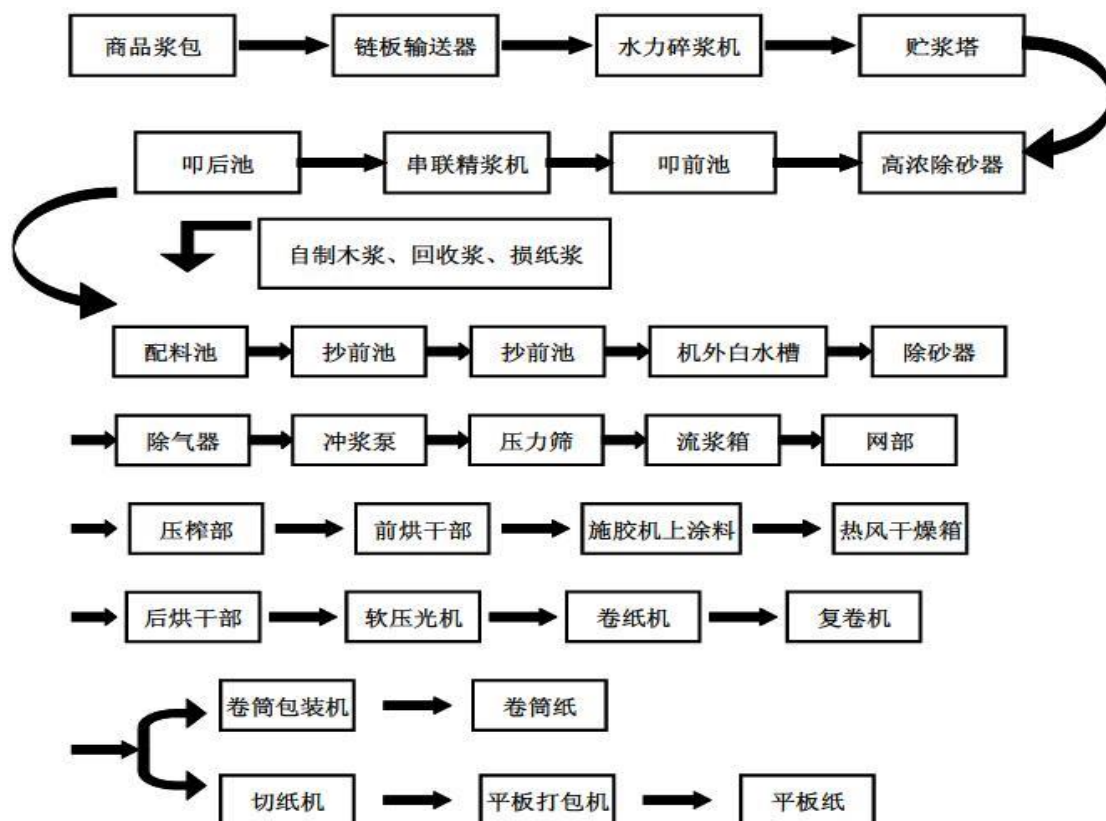 商品浆包 链板输送器 水力碎浆机 贮浆塔
叩后池 串联精浆机 叩前池 高浓除砂器
自制木浆、回收浆、损纸浆
配料池 抄前池 抄前池 机外白水槽 除砂器
除气器 冲浆泵 压力筛 流浆箱 网部
压榨部 前烘干部 施胶机上涂料 热风干燥箱
后烘干部 软压光机 卷纸机 复卷机
卷筒包装机 卷筒纸
切纸机 平板打包机 平板纸